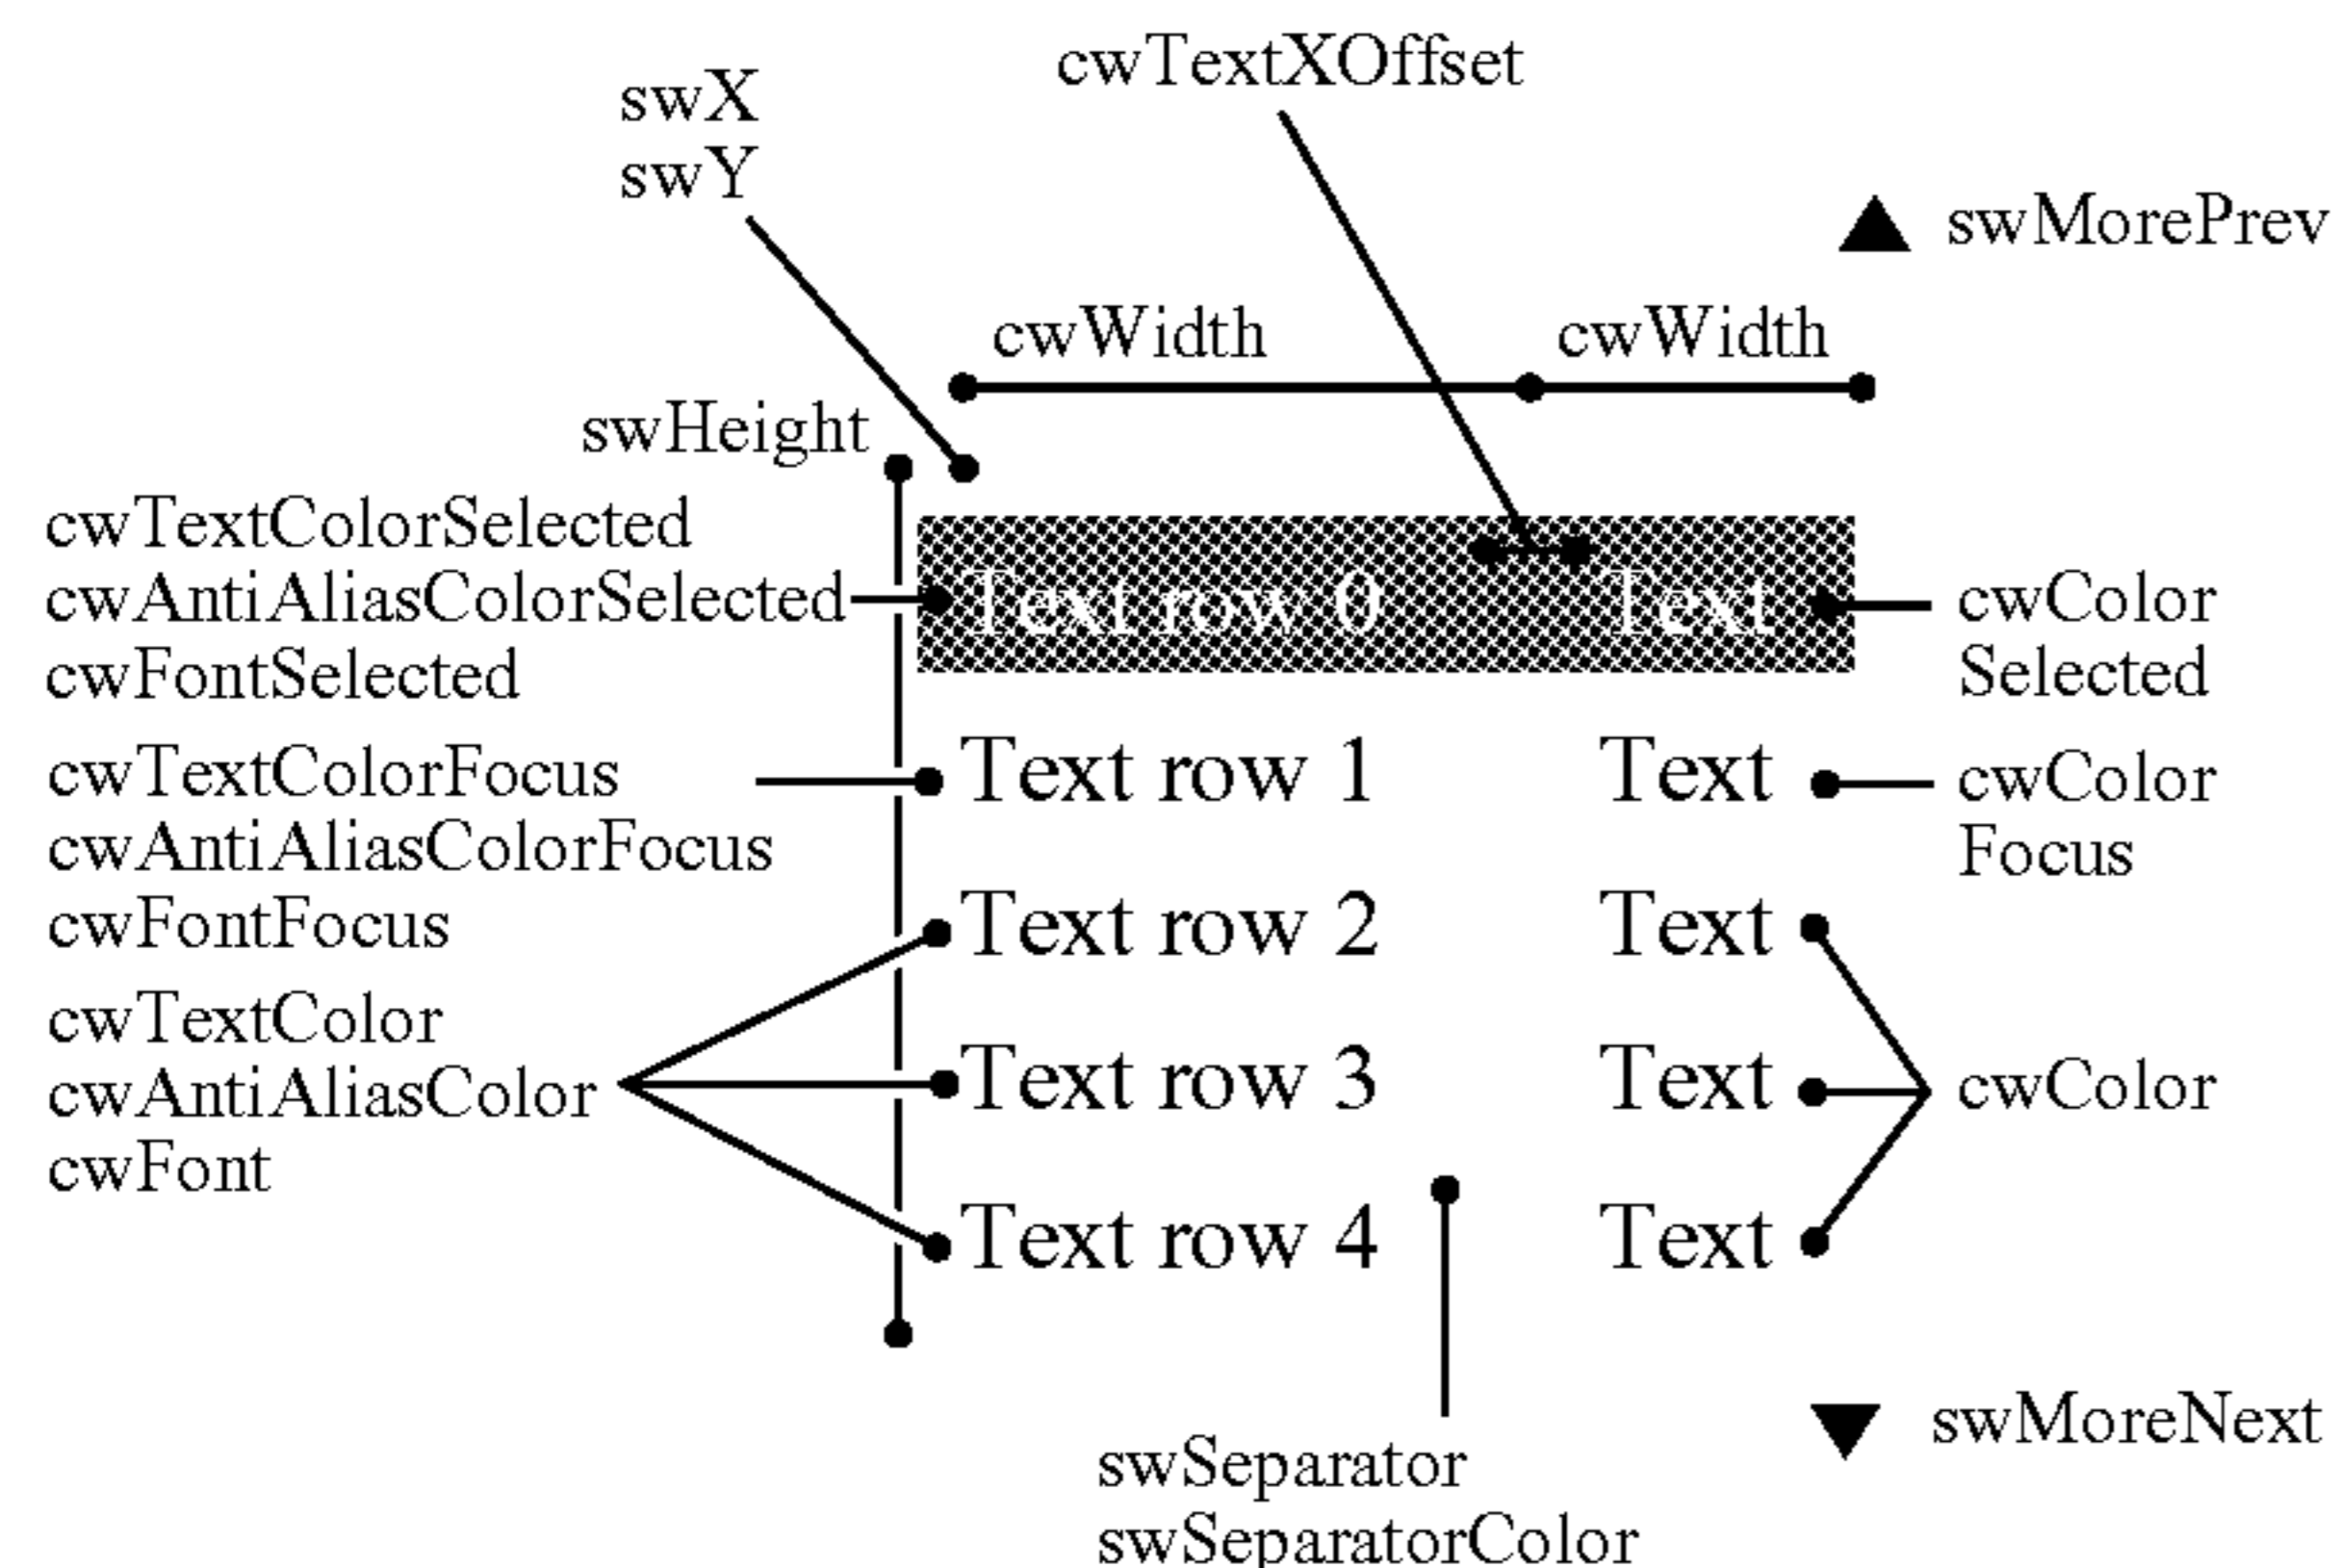 cwTextXOffset
swX
swY
swMorePrev
cwWidth cwWidth
swHeight
cwTextColorSelected
cwAntiAliasColorSelected
cwFontSelected
Text row 0 Text
cwColor
Selected
cwTextColorFocus
cwAntiAliasColorFocus
cwFontFocus
Text row 1 Text
cwColor
Focus
Text row 2 Text
cwTextColor
cwAntiAliasColor
cwFont
Text row 3 Text
cwColor
Text row 4 Text
swMoreNext
swSeparator
swSeparatorColor